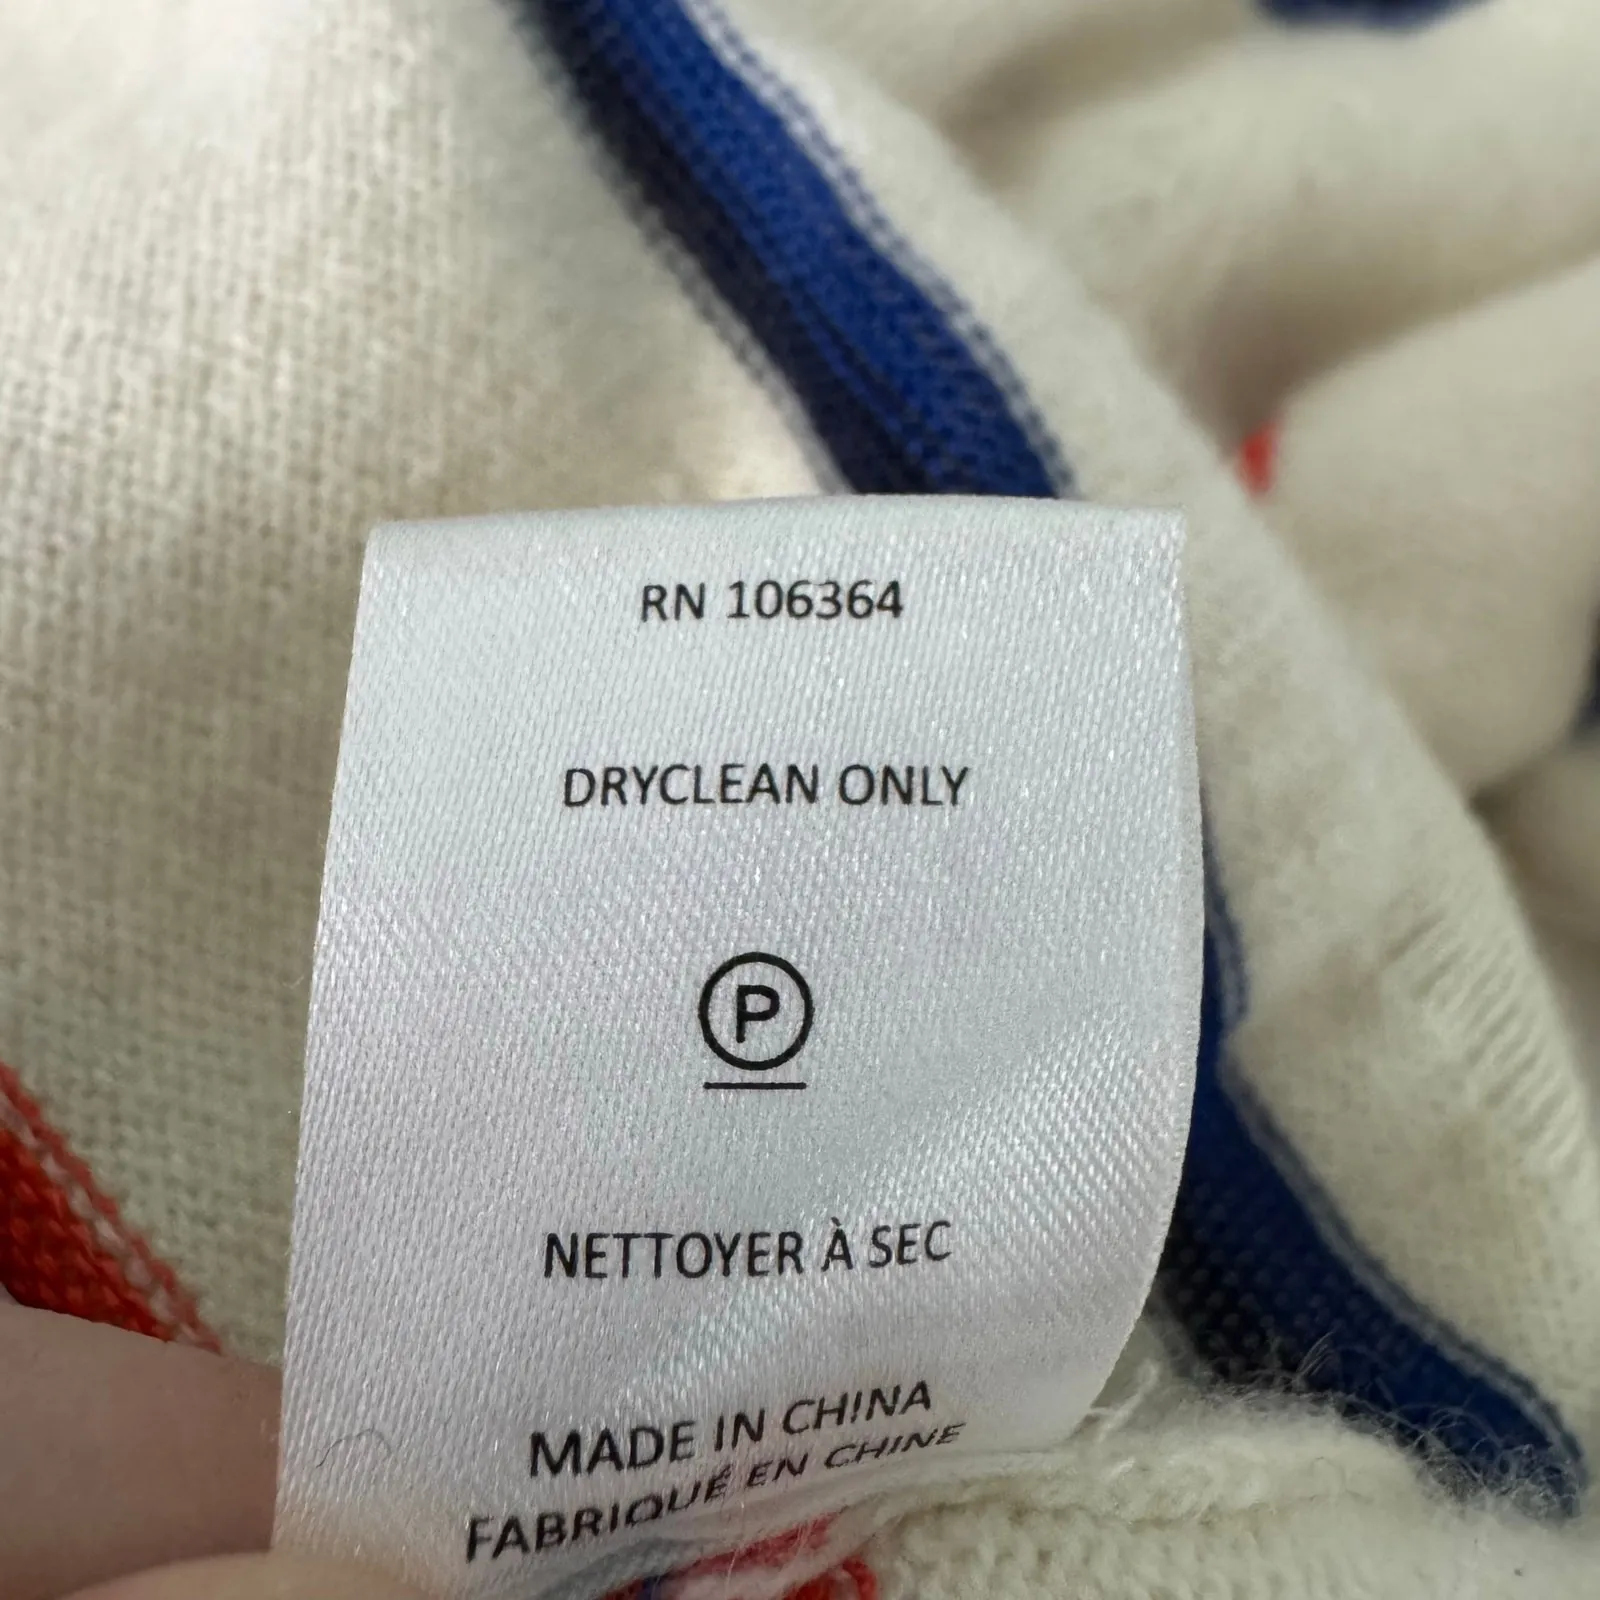 RN 106364
DRYCLEAN ONLY
P
NETTOYER À SEC
MADE IN CHINA
FABRIQUÉ EN CHINE